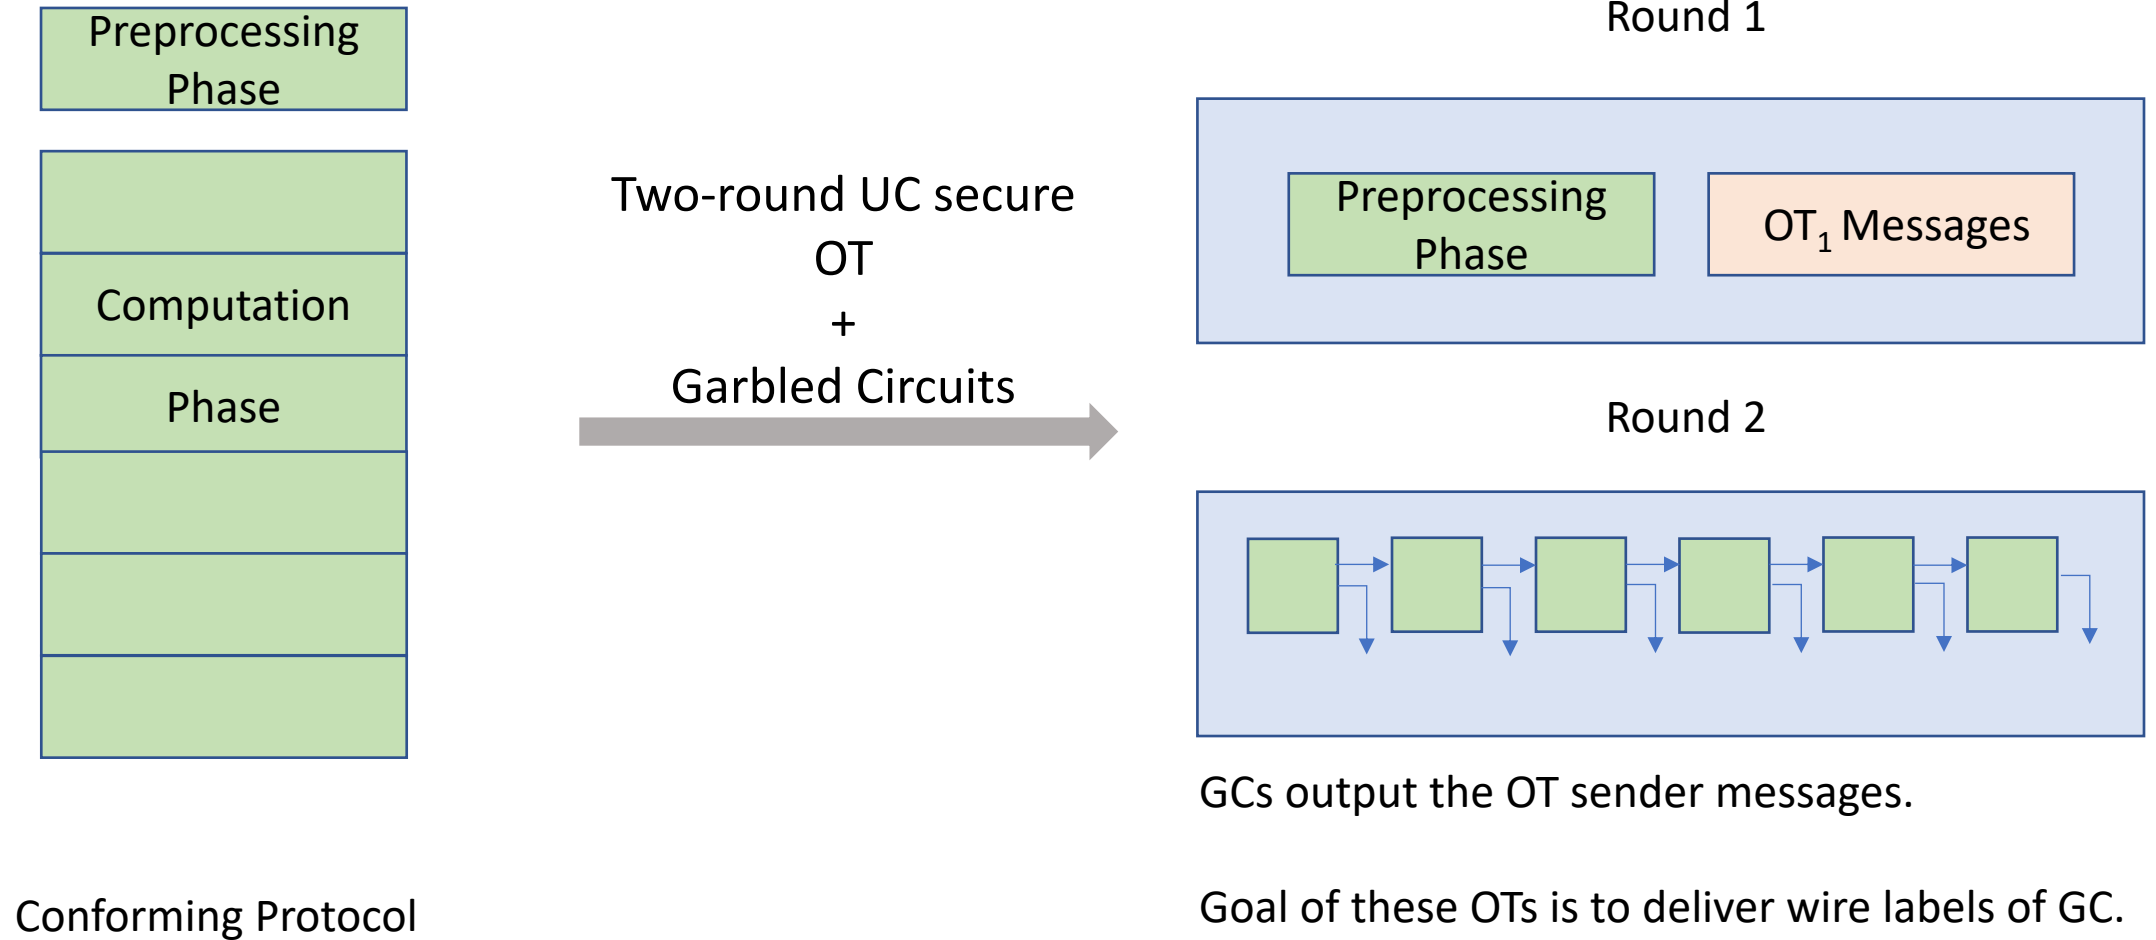 Preprocessing
Phase
Computation
Phase
Conforming Protocol
Two-round UC secure
OT
+
Garbled Circuits
Round 1
Preprocessing
Phase
OT₁ Messages
Round 2
GCs output the OT sender messages.
Goal of these OTs is to deliver wire labels of GC.